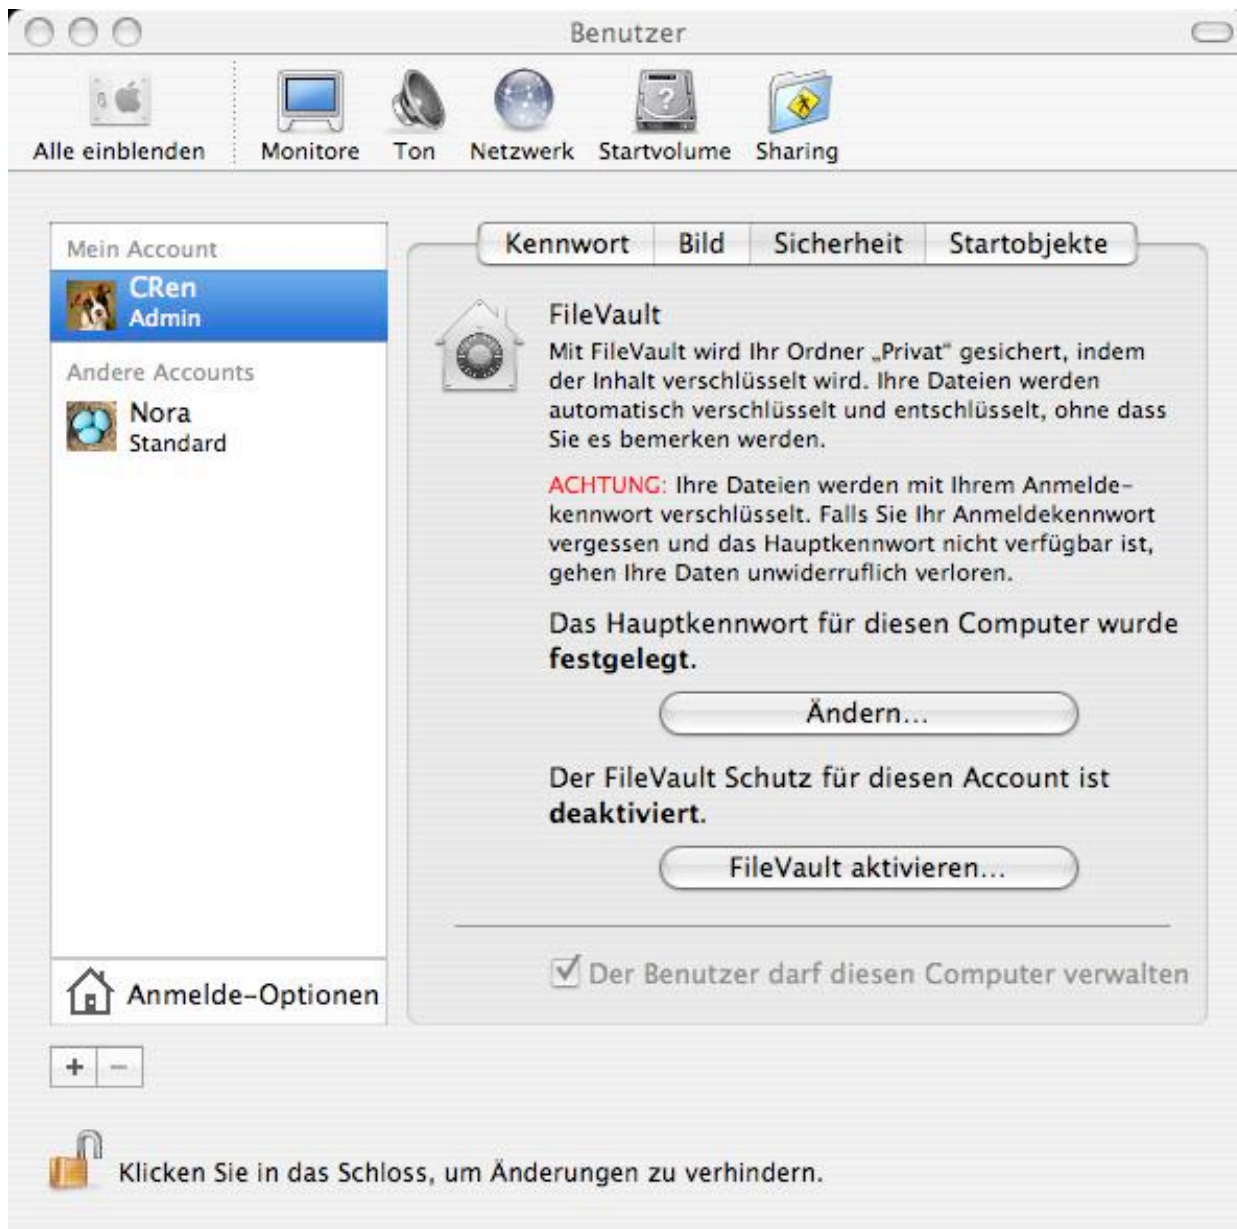 Benutzer
Alle einblenden
Monitore
Ton
Netzwerk
Startvolume
Sharing
Mein Account
CRen
Admin
Andere Accounts
Nora
Standard
Anmelde-Optionen
Kennwort
Bild
Sicherheit
Startobjekte
FileVault
Mit FileVault wird Ihr Ordner „Privat“ gesichert, indem
der Inhalt verschlüsselt wird. Ihre Dateien werden
automatisch verschlüsselt und entschlüsselt, ohne dass
Sie es bemerken werden.
ACHTUNG: Ihre Dateien werden mit Ihrem Anmelde-
kennwort verschlüsselt. Falls Sie Ihr Anmeldekennwort
vergessen und das Hauptkennwort nicht verfügbar ist,
gehen Ihre Daten unwiderruflich verloren.
Das Hauptkennwort für diesen Computer wurde
festgelegt.
Ändern...
Der FileVault Schutz für diesen Account ist
deaktiviert.
FileVault aktivieren...
Der Benutzer darf diesen Computer verwalten
Klicken Sie in das Schloss, um Änderungen zu verhindern.